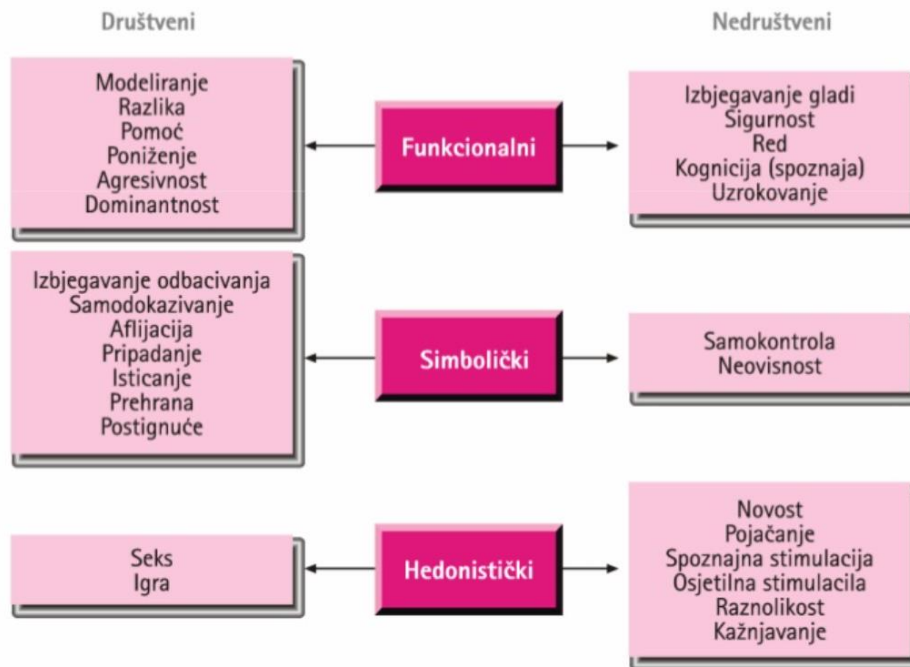 Društveni
Nedruštveni
Modeliranje
Razlika
Pomoć
Poniženje
Agresivnost
Dominantnost
Funkcionalni
Izbjegavanje gladi
Sigurnost
Red
Kognicija (spoznaja)
Uzrokovanje
Izbjegavanje odbacivanja
Samodokazivanje
Aflijacija
Pripadanje
Isticanje
Prehrana
Postignuće
Simbolički
Samokontrola
Neovisnost
Seks
Igra
Hedonistički
Novost
Pojačanje
Spoznajna stimulacija
Osjetilna stimulacila
Raznolikost
Kažnjavanje